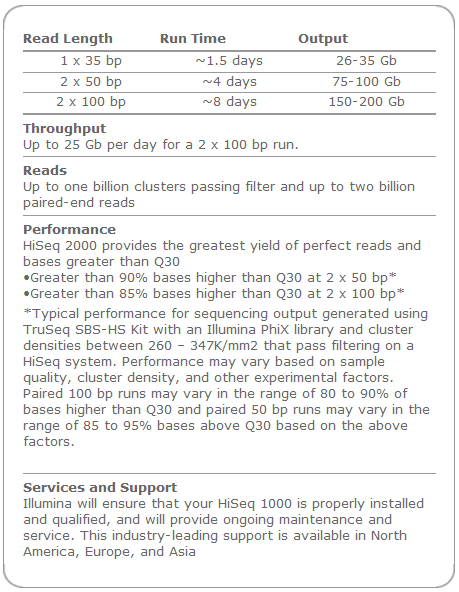 Read Length Run Time Output
1 x 35 bp ~1.5 days 26-35 Gb
2 x 50 bp ~4 days 75-100 Gb
2 x 100 bp ~8 days 150-200 Gb
Throughput
Up to 25 Gb per day for a 2 x 100 bp run.
Reads
Up to one billion clusters passing filter and up to two billion
paired-end reads
Performance
HiSeq 2000 provides the greatest yield of perfect reads and
bases greater than Q30
•Greater than 90% bases higher than Q30 at 2 x 50 bp*
•Greater than 85% bases higher than Q30 at 2 x 100 bp*
*Typical performance for sequencing output generated using
TruSeq SBS-HS Kit with an Illumina PhiX library and cluster
densities between 260 – 347K/mm2 that pass filtering on a
HiSeq system. Performance may vary based on sample
quality, cluster density, and other experimental factors.
Paired 100 bp runs may vary in the range of 80 to 90% of
bases higher than Q30 and paired 50 bp runs may vary in the
range of 85 to 95% bases above Q30 based on the above
factors.
Services and Support
Illumina will ensure that your HiSeq 1000 is properly installed
and qualified, and will provide ongoing maintenance and
service. This industry-leading support is available in North
America, Europe, and Asia